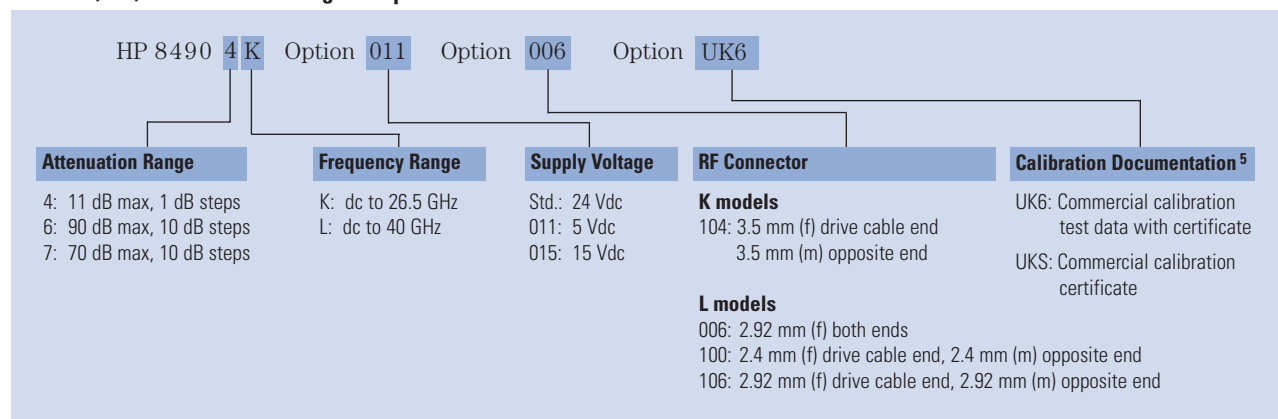 HP 8490 4 K Option 011 Option 006 Option UK6
Attenuation Range
4: 11 dB max, 1 dB steps
6: 90 dB max, 10 dB steps
7: 70 dB max, 10 dB steps
Frequency Range
K: dc to 26.5 GHz
L: dc to 40 GHz
Supply Voltage
Std.: 24 Vdc
011: 5 Vdc
015: 15 Vdc
RF Connector
K models
104: 3.5 mm (f) drive cable end
3.5 mm (m) opposite end
L models
006: 2.92 mm (f) both ends
100: 2.4 mm (f) drive cable end, 2.4 mm (m) opposite end
106: 2.92 mm (f) drive cable end, 2.92 mm (m) opposite end
Calibration Documentation 5
UK6: Commercial calibration
test data with certificate
UKS: Commercial calibration
certificate